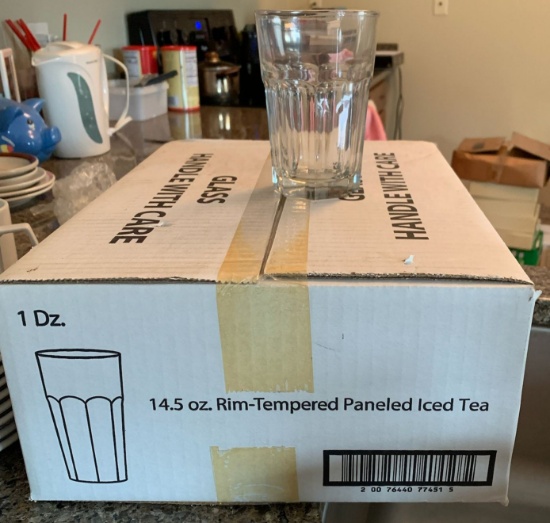 GLASS
HANDLE WITH CARE
HANDLE WITH CARE
1 Dz.
14.5 oz. Rim-Tempered Paneled Iced Tea
2 00 76440 77451 5